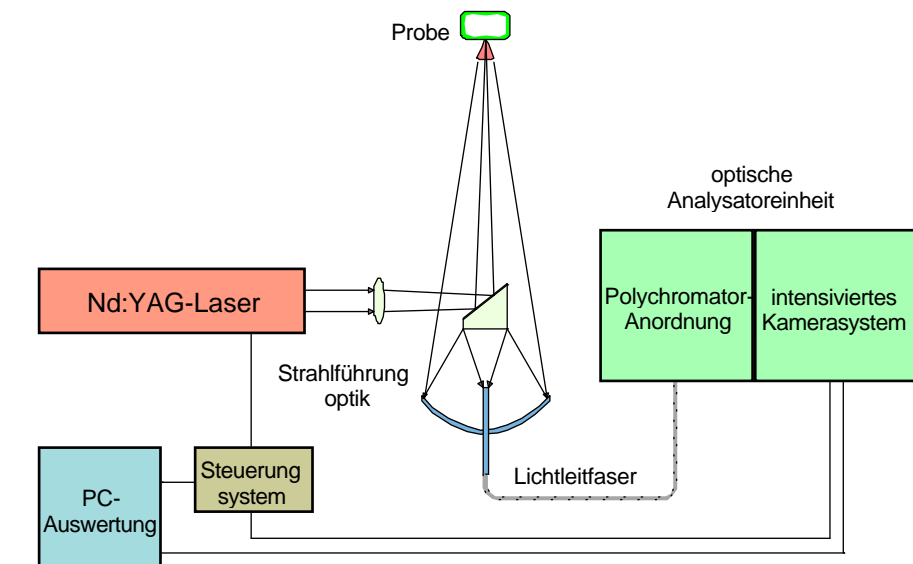 Probe
optische
Analysatoreinheit
Nd:YAG-Laser
Polychromator-
Anordnung
intensiviertes
Kamerasystem
Strahlführung
optik
Steuerung
system
Lichtleitfaser
PC-
Auswertung